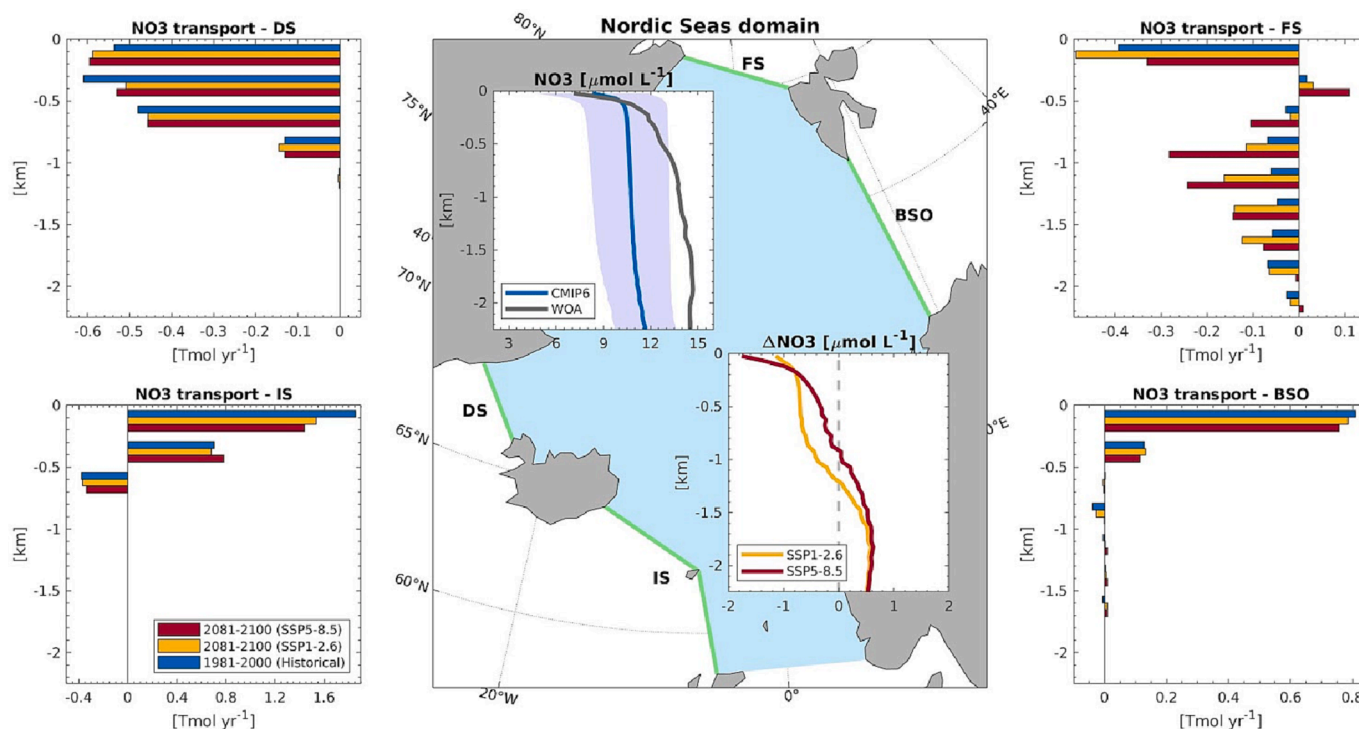 NO3 transport - DS
0
-0.5
-1
-1.5
-2
[km]
-0.6 -0.5 -0.4 -0.3 -0.2 -0.1 0
[Tmol yr⁻¹]
NO3 transport - IS
0
-0.5
-1
-1.5
-2
[km]
2081-2100 (SSP5-8.5)
2081-2100 (SSP1-2.6)
1981-2000 (Historical)
-0.4 0 0.4 0.8 1.2 1.6
[Tmol yr⁻¹]
Nordic Seas domain
80°N
75°N
40
70°N
65°N
60°N
20°W
0°
40°E
0°E
FS
BSO
DS
IS
NO3 [μmol L⁻¹]
0
-0.5
-1
-1.5
-2
[km]
CMIP6
WOA
3 6 9 12 15
ΔNO3 [μmol L⁻¹]
0
-0.5
-1
-1.5
-2
[km]
SSP1-2.6
SSP5-8.5
-2 -1 0 1 2
NO3 transport - FS
0
-0.5
-1
-1.5
-2
[km]
-0.4 -0.3 -0.2 -0.1 0 0.1
[Tmol yr⁻¹]
NO3 transport - BSO
0
-0.5
-1
-1.5
-2
[km]
0 0.2 0.4 0.6 0.8
[Tmol yr⁻¹]